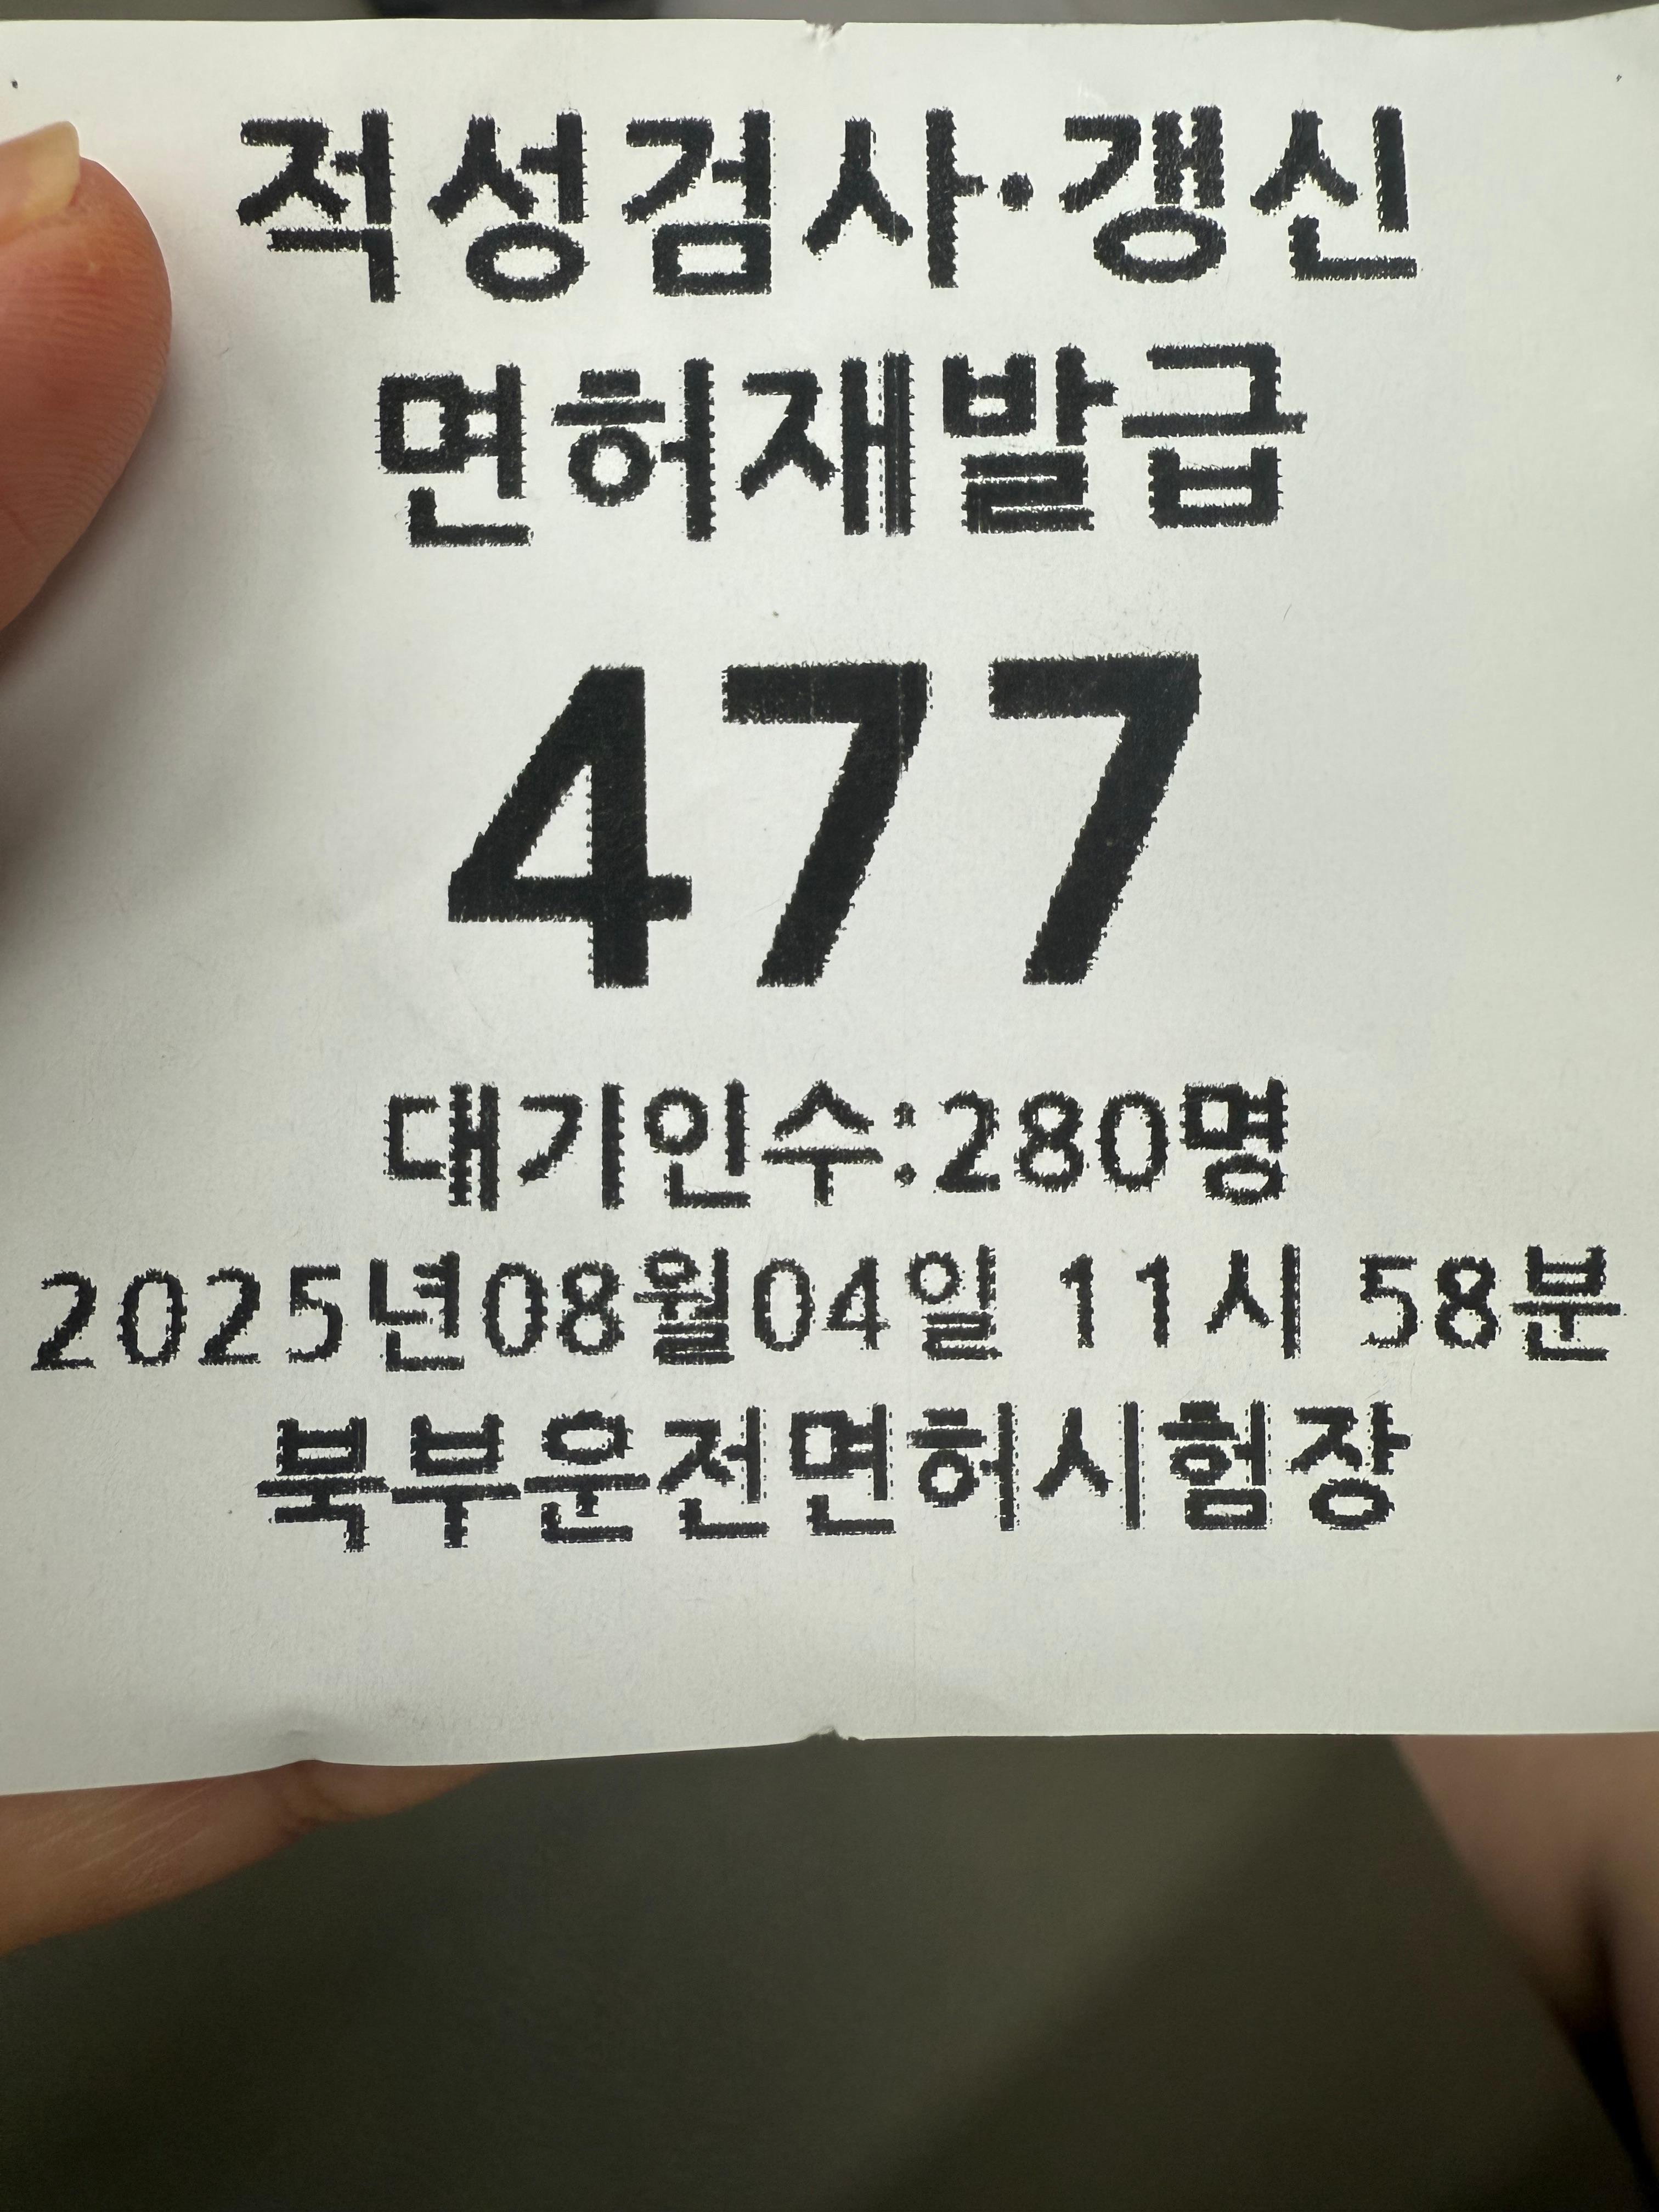 적성검사·갱신
면허재발급
477
대기인수:280명
2025년08월04일 11시 58분
북부운전면허시험장